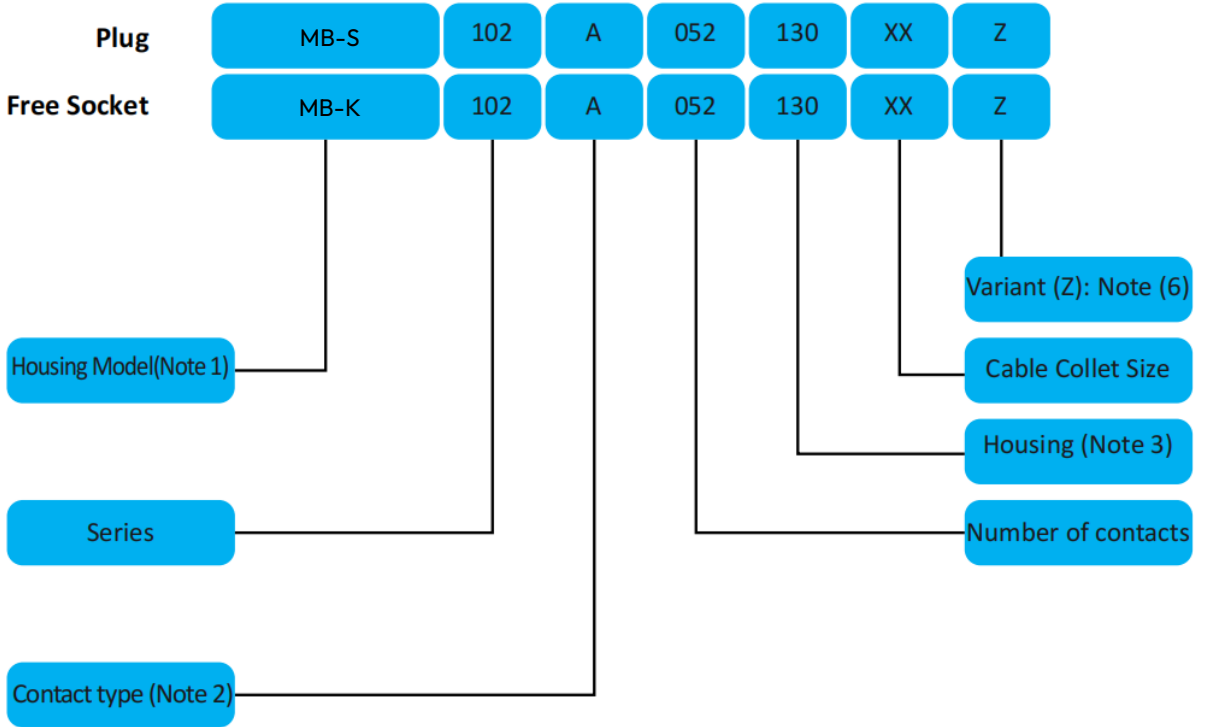 Plug MB-S 102 A 052 130 XX Z
Free Socket MB-K 102 A 052 130 XX Z
Variant (Z): Note (6)
Housing Model(Note 1)
Cable Collet Size
Housing (Note 3)
Series
Number of contacts
Contact type (Note 2)